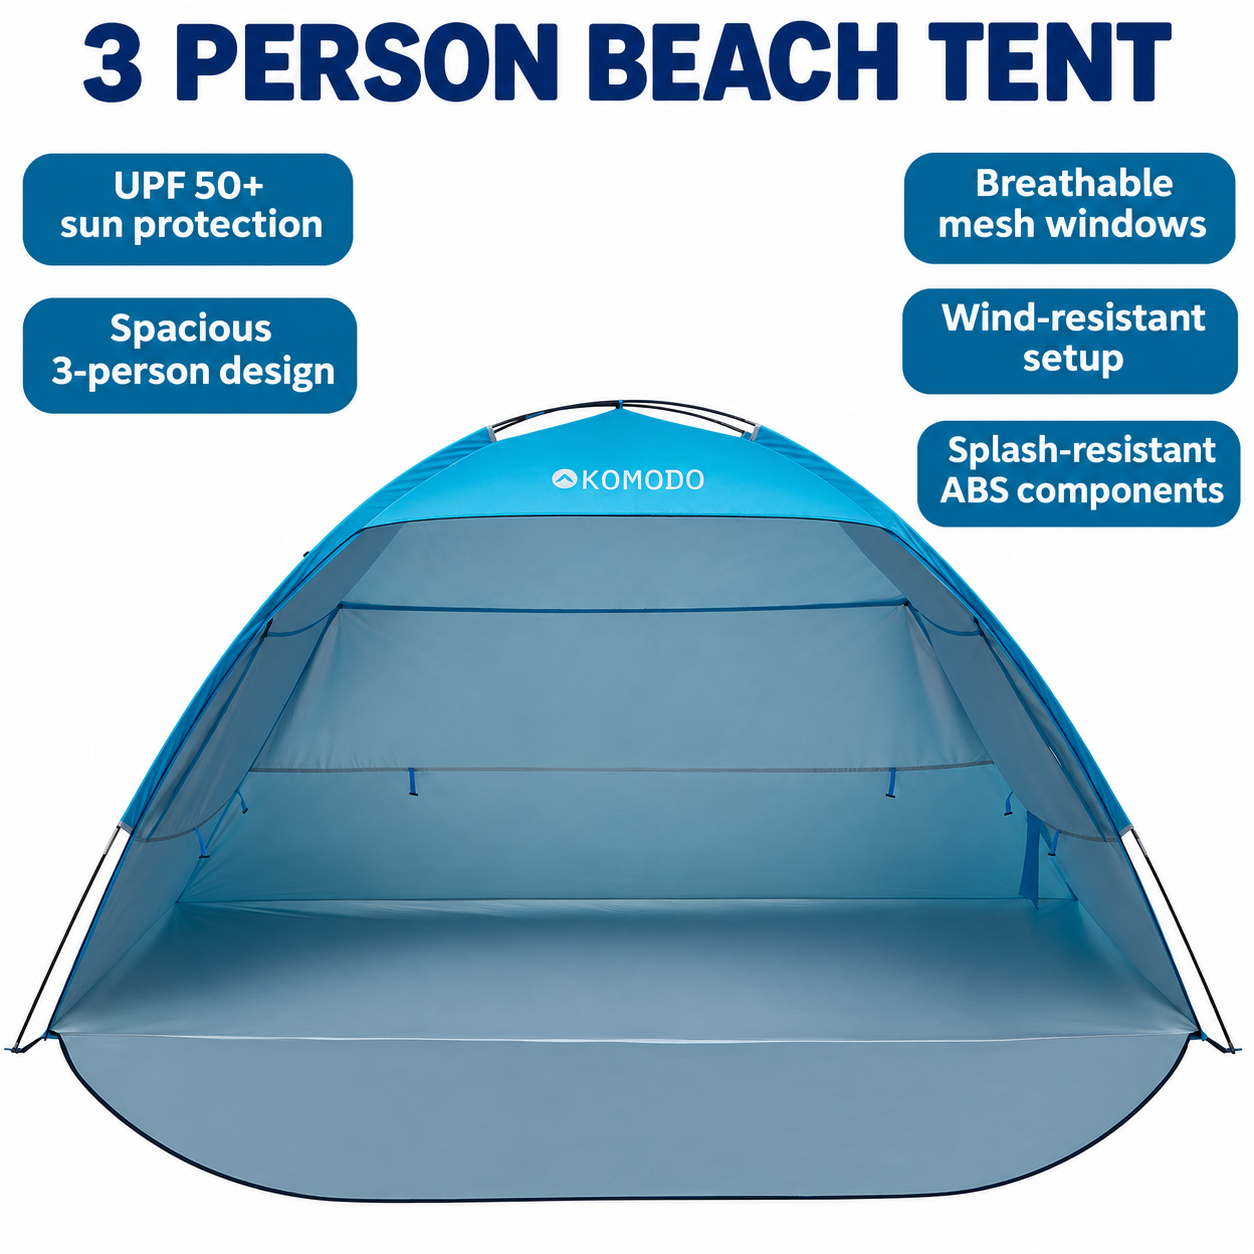 3 PERSON BEACH TENT
UPF 50+
sun protection
Spacious
3-person design
Breathable
mesh windows
Wind-resistant
setup
Splash-resistant
ABS components
KOMODO